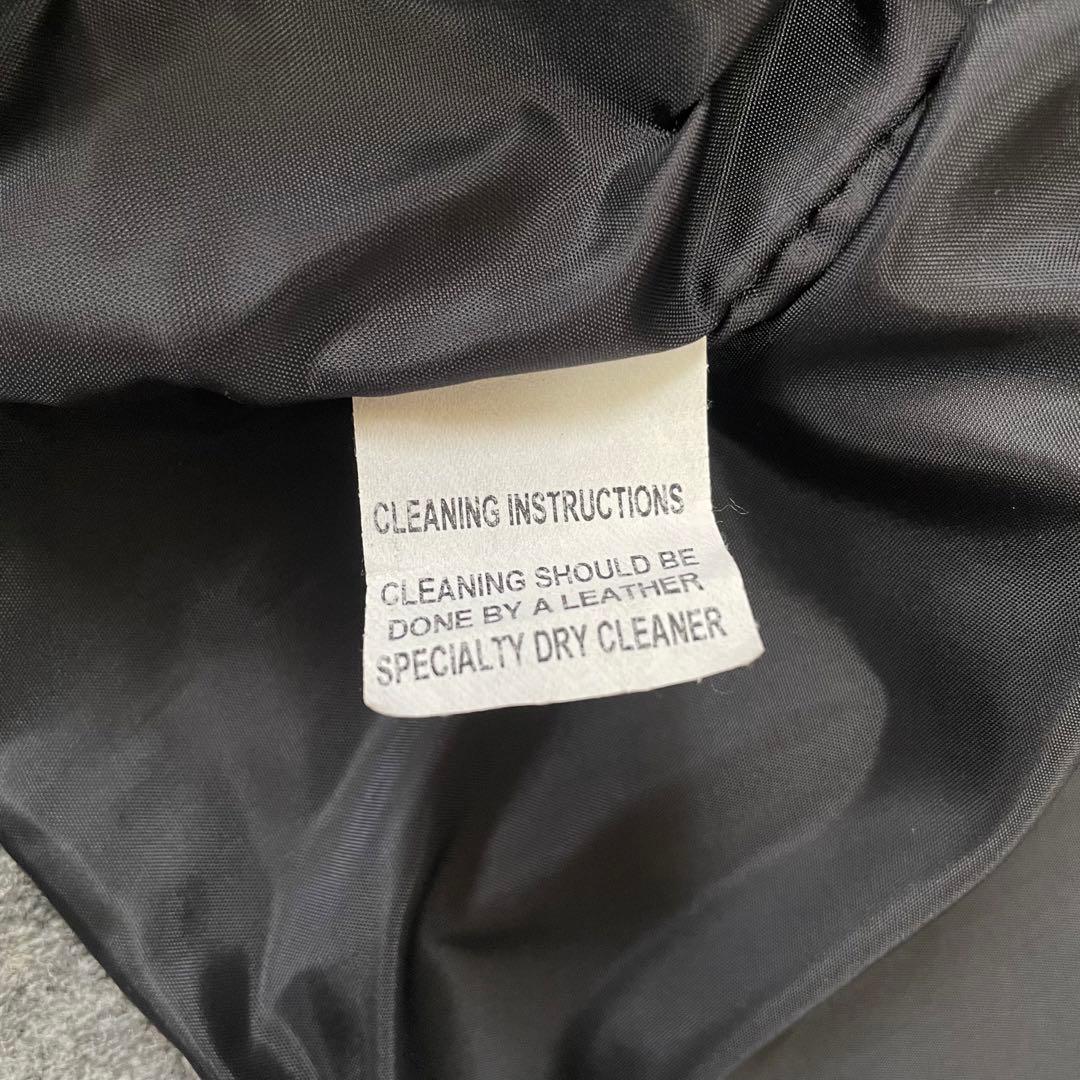 CLEANING INSTRUCTIONS
CLEANING SHOULD BE
DONE BY A LEATHER
SPECIALTY DRY CLEANER